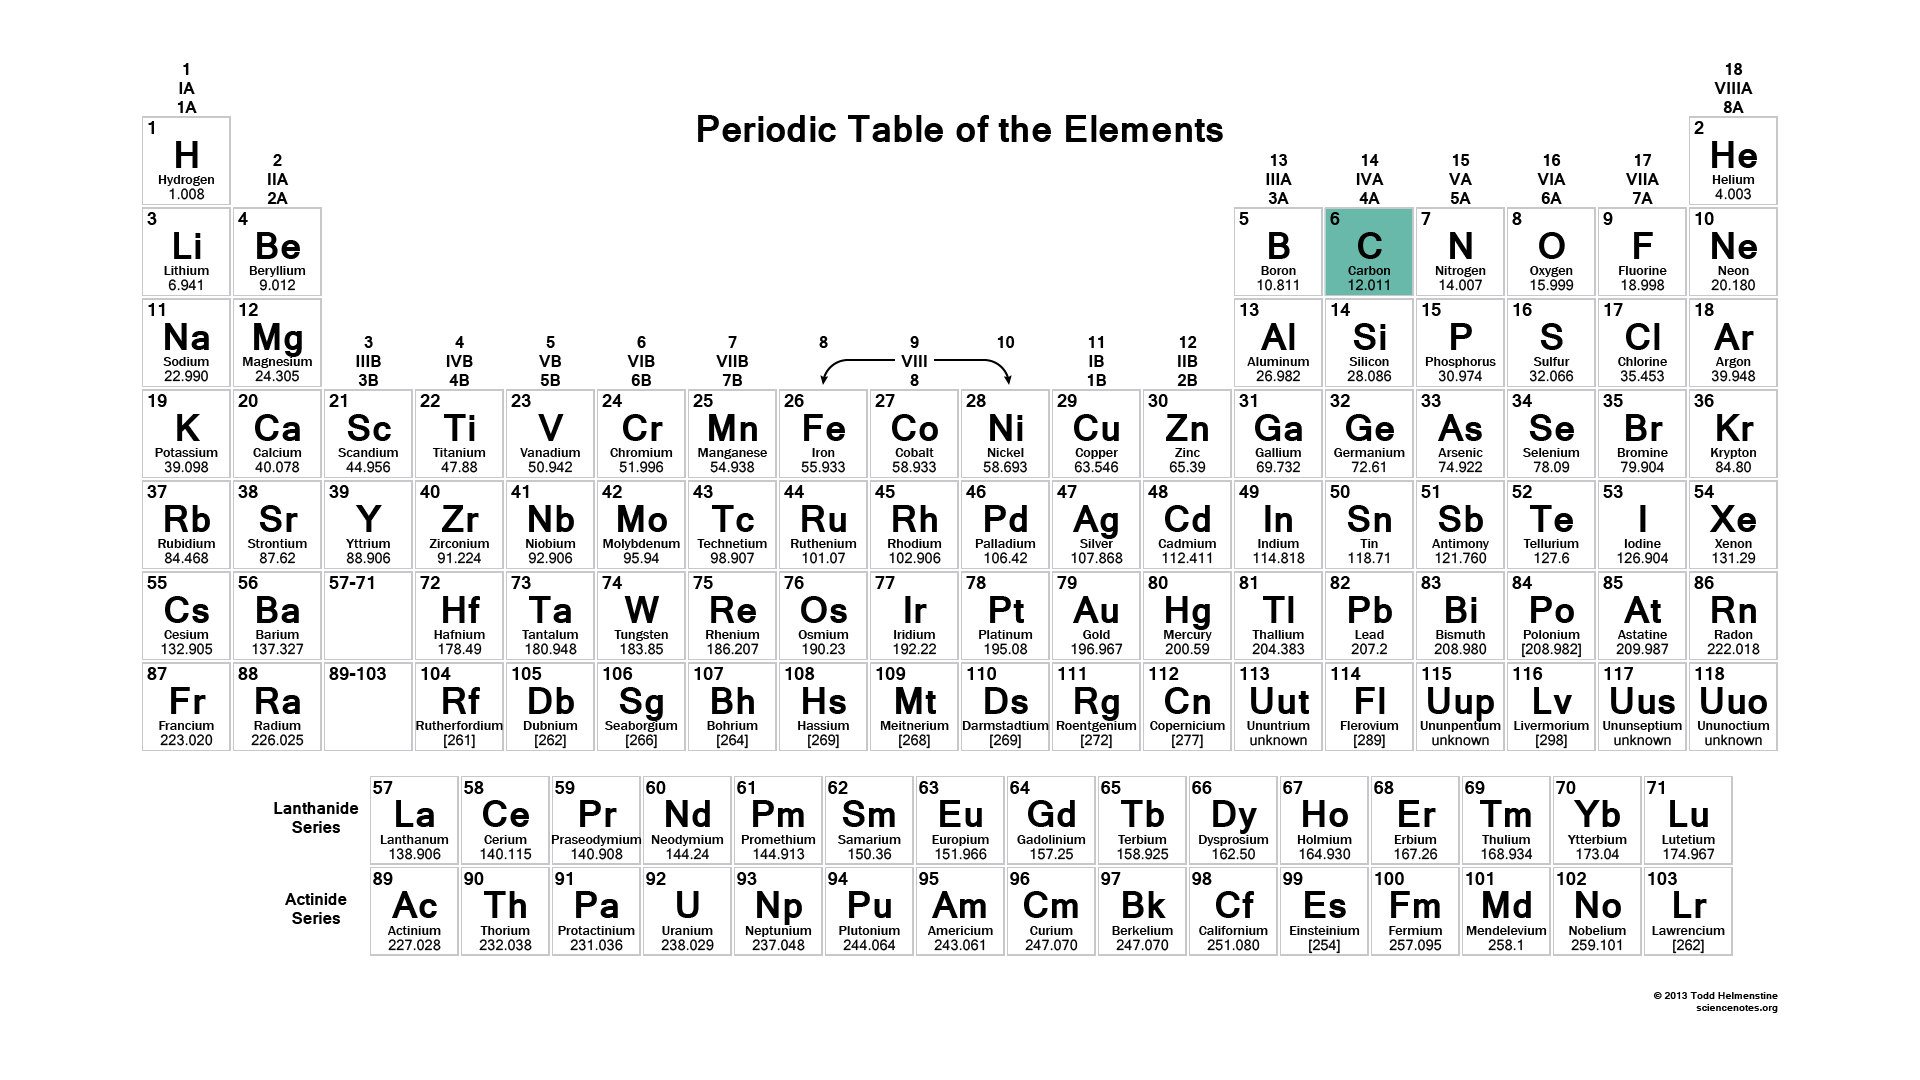 1
IA
1A
18
VIIIA
8A
Periodic Table of the Elements
1
H
Hydrogen
1.008
2
He
Helium
4.003
2
IIA
2A
13
IIIA
3A
14
IVA
4A
15
VA
5A
16
VIA
6A
17
VIIA
7A
3
Li
Lithium
6.941
4
Be
Beryllium
9.012
5
B
Boron
10.811
6
C
Carbon
12.011
7
N
Nitrogen
14.007
8
O
Oxygen
15.999
9
F
Fluorine
18.998
10
Ne
Neon
20.180
11
Na
Sodium
22.990
12
Mg
Magnesium
24.305
3
IIIB
3B
4
IVB
4B
5
VB
5B
6
VIB
6B
7
VIIB
7B
8
9
VIII
8
10
11
IB
1B
12
IIB
2B
13
Al
Aluminum
26.982
14
Si
Silicon
28.086
15
P
Phosphorus
30.974
16
S
Sulfur
32.066
17
Cl
Chlorine
35.453
18
Ar
Argon
39.948
19
K
Potassium
39.098
20
Ca
Calcium
40.078
21
Sc
Scandium
44.956
22
Ti
Titanium
47.88
23
V
Vanadium
50.942
24
Cr
Chromium
51.996
25
Mn
Manganese
54.938
26
Fe
Iron
55.933
27
Co
Cobalt
58.933
28
Ni
Nickel
58.693
29
Cu
Copper
63.546
30
Zn
Zinc
65.39
31
Ga
Gallium
69.732
32
Ge
Germanium
72.61
33
As
Arsenic
74.922
34
Se
Selenium
78.09
35
Br
Bromine
79.904
36
Kr
Krypton
84.80
37
Rb
Rubidium
84.468
38
Sr
Strontium
87.62
39
Y
Yttrium
88.906
40
Zr
Zirconium
91.224
41
Nb
Niobium
92.906
42
Mo
Molybdenum
95.94
43
Tc
Technetium
98.907
44
Ru
Ruthenium
101.07
45
Rh
Rhodium
102.906
46
Pd
Palladium
106.42
47
Ag
Silver
107.868
48
Cd
Cadmium
112.411
49
In
Indium
114.818
50
Sn
Tin
118.71
51
Sb
Antimony
121.760
52
Te
Tellurium
127.6
53
I
Iodine
126.904
54
Xe
Xenon
131.29
55
Cs
Cesium
132.905
56
Ba
Barium
137.327
57-71
72
Hf
Hafnium
178.49
73
Ta
Tantalum
180.948
74
W
Tungsten
183.85
75
Re
Rhenium
186.207
76
Os
Osmium
190.23
77
Ir
Iridium
192.22
78
Pt
Platinum
195.08
79
Au
Gold
196.967
80
Hg
Mercury
200.59
81
Tl
Thallium
204.383
82
Pb
Lead
207.2
83
Bi
Bismuth
208.980
84
Po
Polonium
[208.982]
85
At
Astatine
209.987
86
Rn
Radon
222.018
87
Fr
Francium
223.020
88
Ra
Radium
226.025
89-103
104
Rf
Rutherfordium
[261]
105
Db
Dubnium
[262]
106
Sg
Seaborgium
[266]
107
Bh
Bohrium
[264]
108
Hs
Hassium
[269]
109
Mt
Meitnerium
[268]
110
Ds
Darmstadtium
[269]
111
Rg
Roentgenium
[272]
112
Cn
Copernicium
[277]
113
Uut
Ununtrium
unknown
114
Fl
Flerovium
[289]
115
Uup
Ununpentium
unknown
116
Lv
Livermorium
[298]
117
Uus
Ununseptium
unknown
118
Uuo
Ununoctium
unknown
Lanthanide
Series
57
La
Lanthanum
138.906
58
Ce
Cerium
140.115
59
Pr
Praseodymium
140.908
60
Nd
Neodymium
144.24
61
Pm
Promethium
144.913
62
Sm
Samarium
150.36
63
Eu
Europium
151.966
64
Gd
Gadolinium
157.25
65
Tb
Terbium
158.925
66
Dy
Dysprosium
162.50
67
Ho
Holmium
164.930
68
Er
Erbium
167.26
69
Tm
Thulium
168.934
70
Yb
Ytterbium
173.04
71
Lu
Lutetium
174.967
Actinide
Series
89
Ac
Actinium
227.028
90
Th
Thorium
232.038
91
Pa
Protactinium
231.036
92
U
Uranium
238.029
93
Np
Neptunium
237.048
94
Pu
Plutonium
244.064
95
Am
Americium
243.061
96
Cm
Curium
247.070
97
Bk
Berkelium
247.070
98
Cf
Californium
251.080
99
Es
Einsteinium
[254]
100
Fm
Fermium
257.095
101
Md
Mendelevium
258.1
102
No
Nobelium
259.101
103
Lr
Lawrencium
[262]
© 2013 Todd Helmenstine
sciencenotes.org